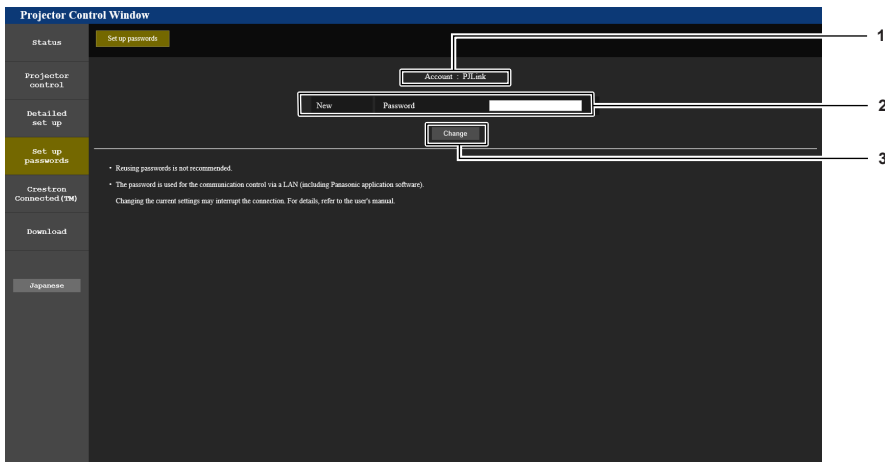 Projector Control Window
Status
Set up passwords
1
Projector
control
Account : PJLink
Detailed
set up
New Password
2
Change
3
Set up
passwords
• Reusing passwords is not recommended.
• The password is used for the communication control via a LAN (including Panasonic application software).
Changing the current settings may interrupt the connection. For details, refer to the user's manual.
Crestron
Connected(TM)
Download
Japanese